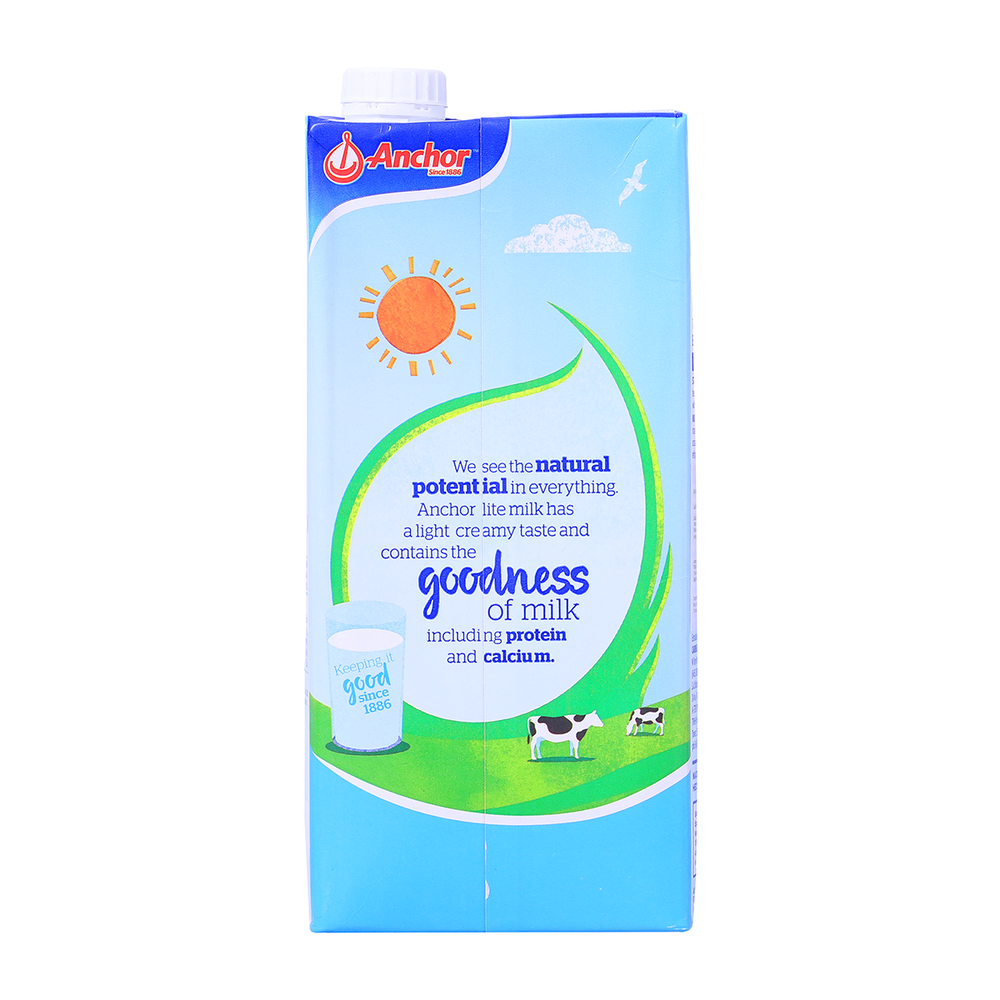 Anchor
Since 1886
We see the natural
potential in everything.
Anchor lite milk has
a light creamy taste and
contains the
goodness
of milk
including protein
and calcium.
Keeping it
good
since
1886